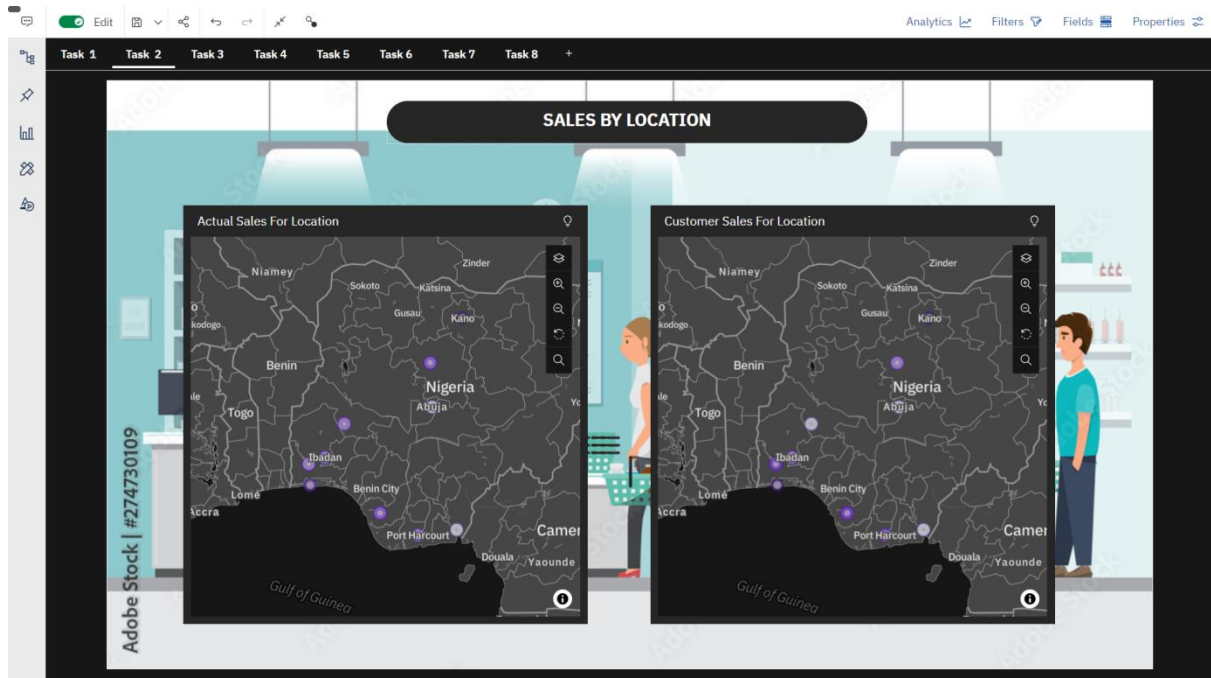 Edit
Analytics
Filters
Fields
Properties
Task 1 Task 2 Task 3 Task 4 Task 5 Task 6 Task 7 Task 8 +
SALES BY LOCATION
Adobe Stock | #274730109
Actual Sales For Location
Niamey
Zinder
Sokoto
Katsina
Gusau
Kano
kodogo
Benin
Nigeria
Abuja
Togo
Ibadan
Benin City
Lomé
Accra
Port Harcourt
Camer
Douala
Yaounde
Gulf of Guinea
Customer Sales For Location
Niamey
Zinder
Sokoto
Katsina
Gusau
Kano
kodogo
Benin
Nigeria
Abuja
Togo
Ibadan
Benin City
Lomé
Accra
Port Harcourt
Camer
Douala
Yaounde
Gulf of Guinea